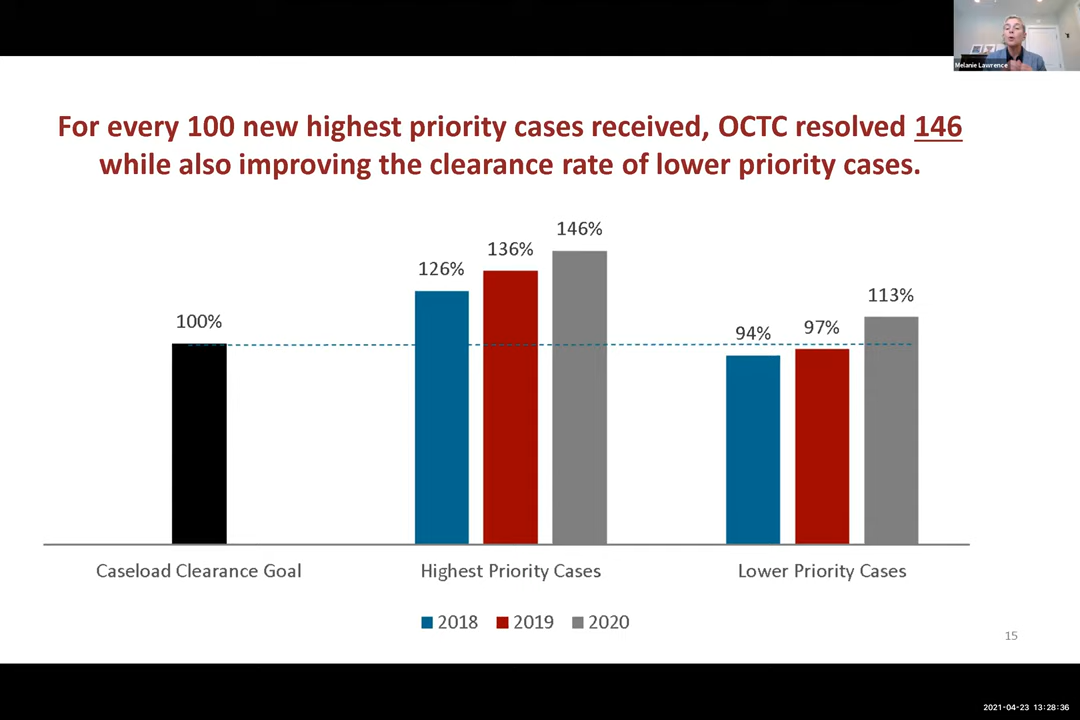 Melanie Lawrence
For every 100 new highest priority cases received, OCTC resolved 146
while also improving the clearance rate of lower priority cases.
100%
126%
136%
146%
94%
97%
113%
Caseload Clearance Goal
Highest Priority Cases
Lower Priority Cases
2018
2019
2020
15
2021-04-23 13:28:36